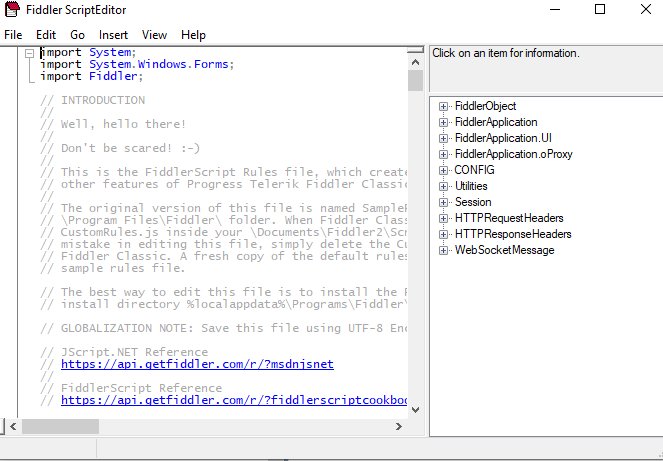 Fiddler ScriptEditor
File Edit Go Insert View Help
import System;
import System.Windows.Forms;
import Fiddler;
// INTRODUCTION
//
// Well, hello there!
//
// Don't be scared! :-)
//
// This is the FiddlerScript Rules file, which create
// other features of Progress Telerik Fiddler Classic
//
// The original version of this file is named SampleR
// \Program Files\Fiddler\ folder. When Fiddler Clas
// CustomRules.js inside your \Documents\Fiddler2\Scr
// mistake in editing this file, simply delete the Cu
// Fiddler Classic. A fresh copy of the default rules
// sample rules file.
// The best way to edit this file is to install the F
// install directory %localappdata%\Programs\Fiddler\
// GLOBALIZATION NOTE: Save this file using UTF-8 Enc
// JScript.NET Reference
// https://api.getfiddler.com/r/?msdnjsnet
//
// FiddlerScript Reference
// https://api.getfiddler.com/r/?fiddlerscriptcookboo
Click on an item for information.
FiddlerObject
FiddlerApplication
FiddlerApplication.UI
FiddlerApplication.oProxy
CONFIG
Utilities
Session
HTTPRequestHeaders
HTTPResponseHeaders
WebSocketMessage